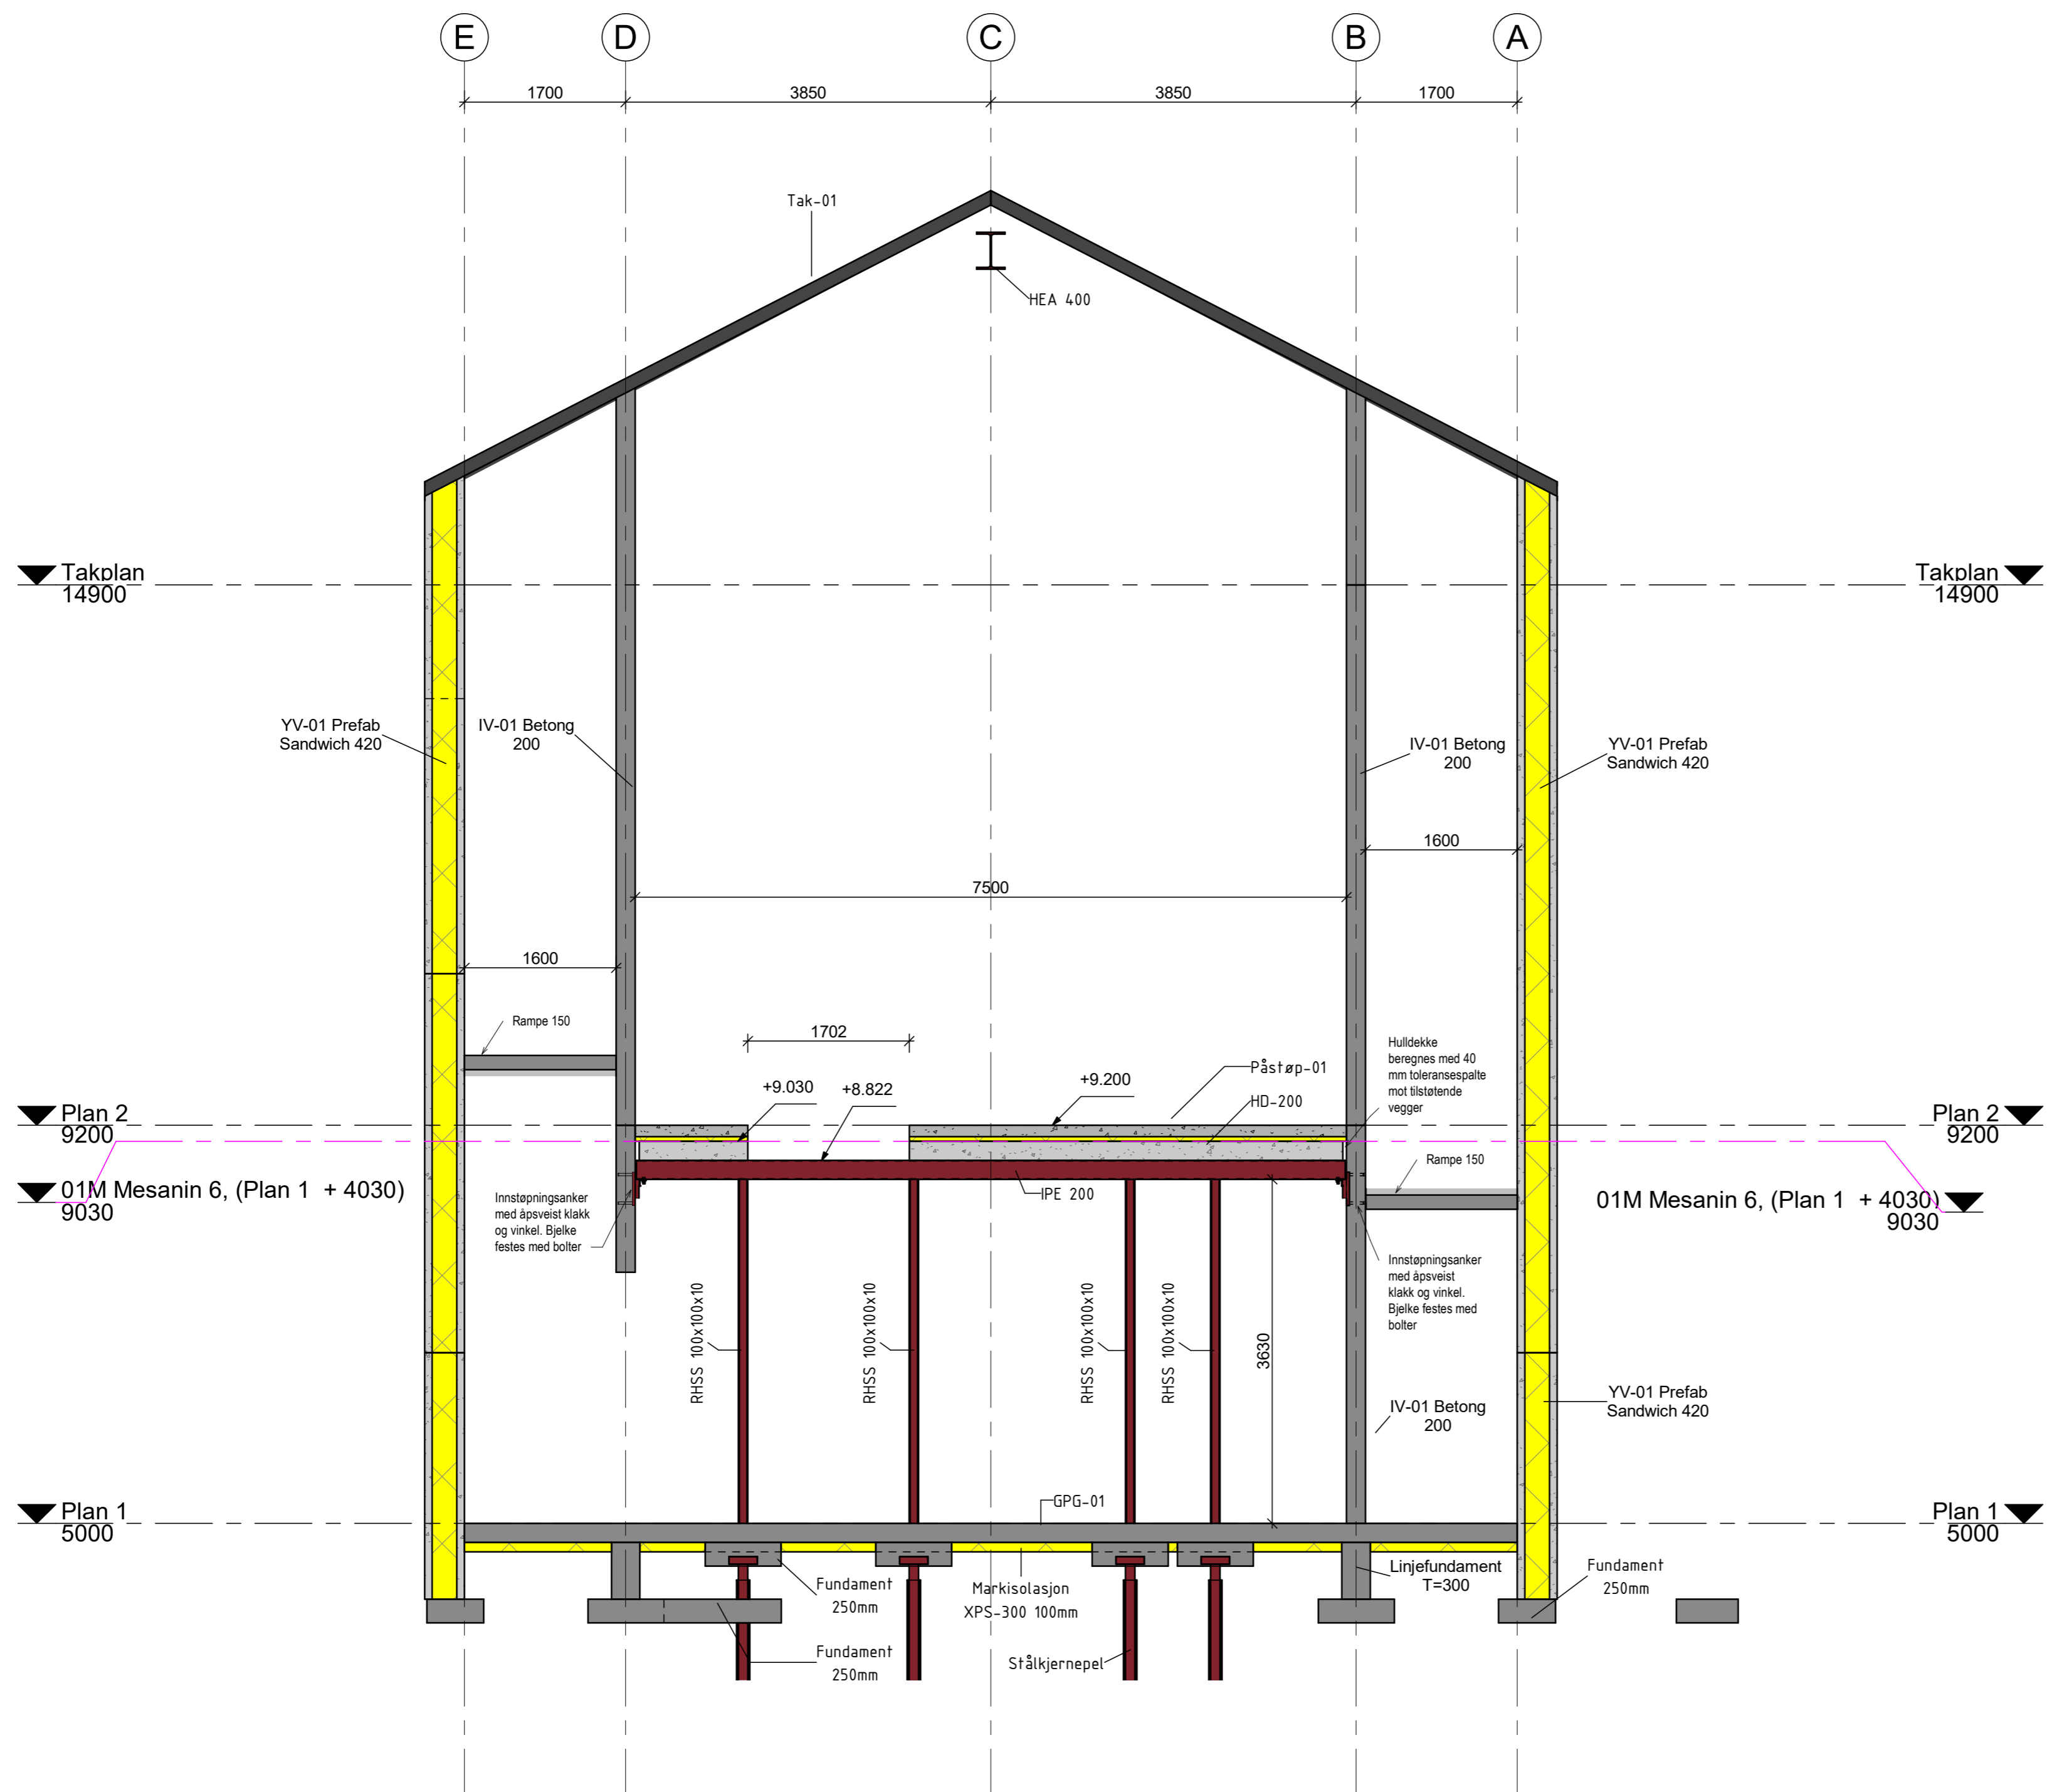 E
D
C
B
A
1700
3850
3850
1700
Tak-01
HEA 400
Takplan
14900
Takplan
14900
YV-01 Prefab
Sandwich 420
IV-01 Betong
200
IV-01 Betong
200
YV-01 Prefab
Sandwich 420
1600
7500
1600
Rampe 150
1702
Hulldekke
beregnes med 40
mm toleransespalte
mot tilstøtende
vegger
+9.030
+8.822
+9.200
Påstøp-01
HD-200
Plan 2
9200
Plan 2
9200
Rampe 150
01M Mesanin 6, (Plan 1 + 4030)
9030
Innstøpningsanker
med åpsveist klakk
og vinkel. Bjelke
festes med bolter
IPE 200
01M Mesanin 6, (Plan 1 + 4030)
9030
Innstøpningsanker
med åpsveist
klakk og vinkel.
Bjelke festes med
bolter
RHSS 100x100x10
RHSS 100x100x10
RHSS 100x100x10
RHSS 100x100x10
3630
IV-01 Betong
200
YV-01 Prefab
Sandwich 420
GPG-01
Plan 1
5000
Plan 1
5000
Fundament
250mm
Markisolasjon
XPS-300 100mm
Linjefundament
T=300
Fundament
250mm
Fundament
250mm
Stålkjernepel